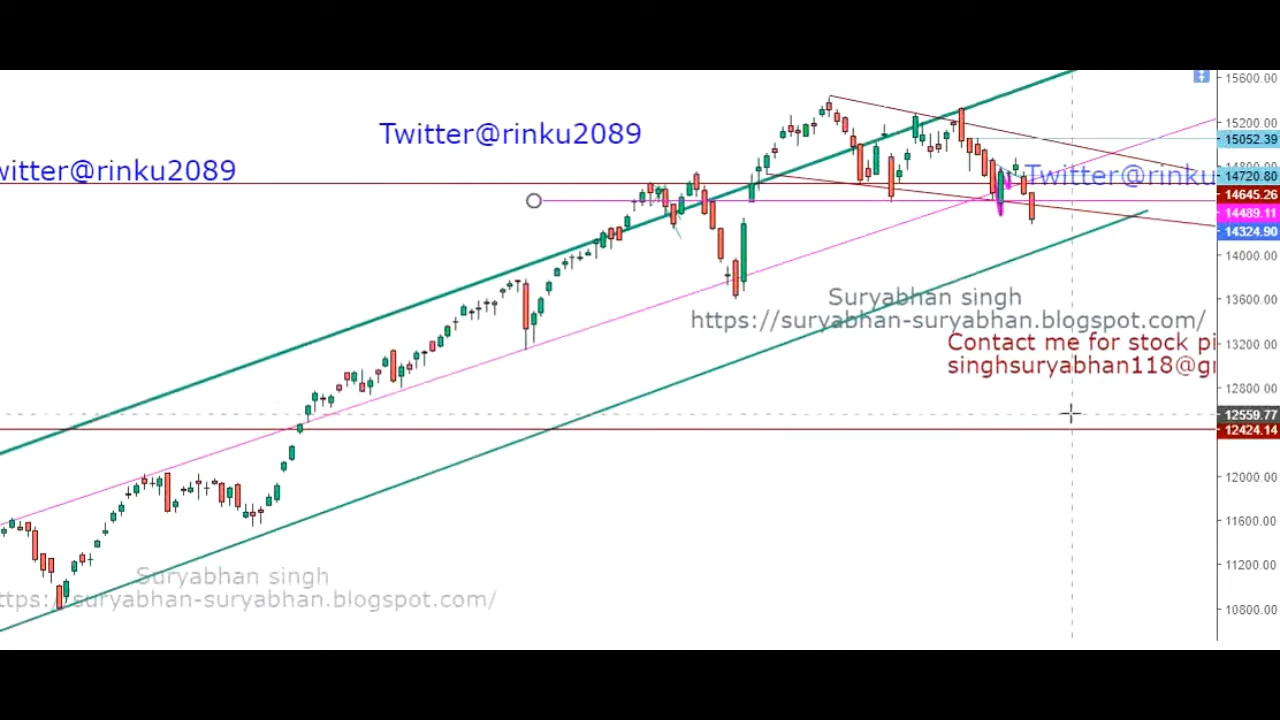 15600.00
Twitter@rinku2089
15200.00
15052.39
witter@rinku2089
Twitter@rinku
14720.80
14645.26
14489.11
14324.90
14000.00
Suryabhan singh
13600.00
https://suryabhan-suryabhan.blogspot.com/
Contact me for stock pi
13200.00
singhsuryabhan118@g
12800.00
12559.77
12424.14
12000.00
11600.00
11200.00
Suryabhan singh
ttps://suryabhan-suryabhan.blogspot.com/
10800.00